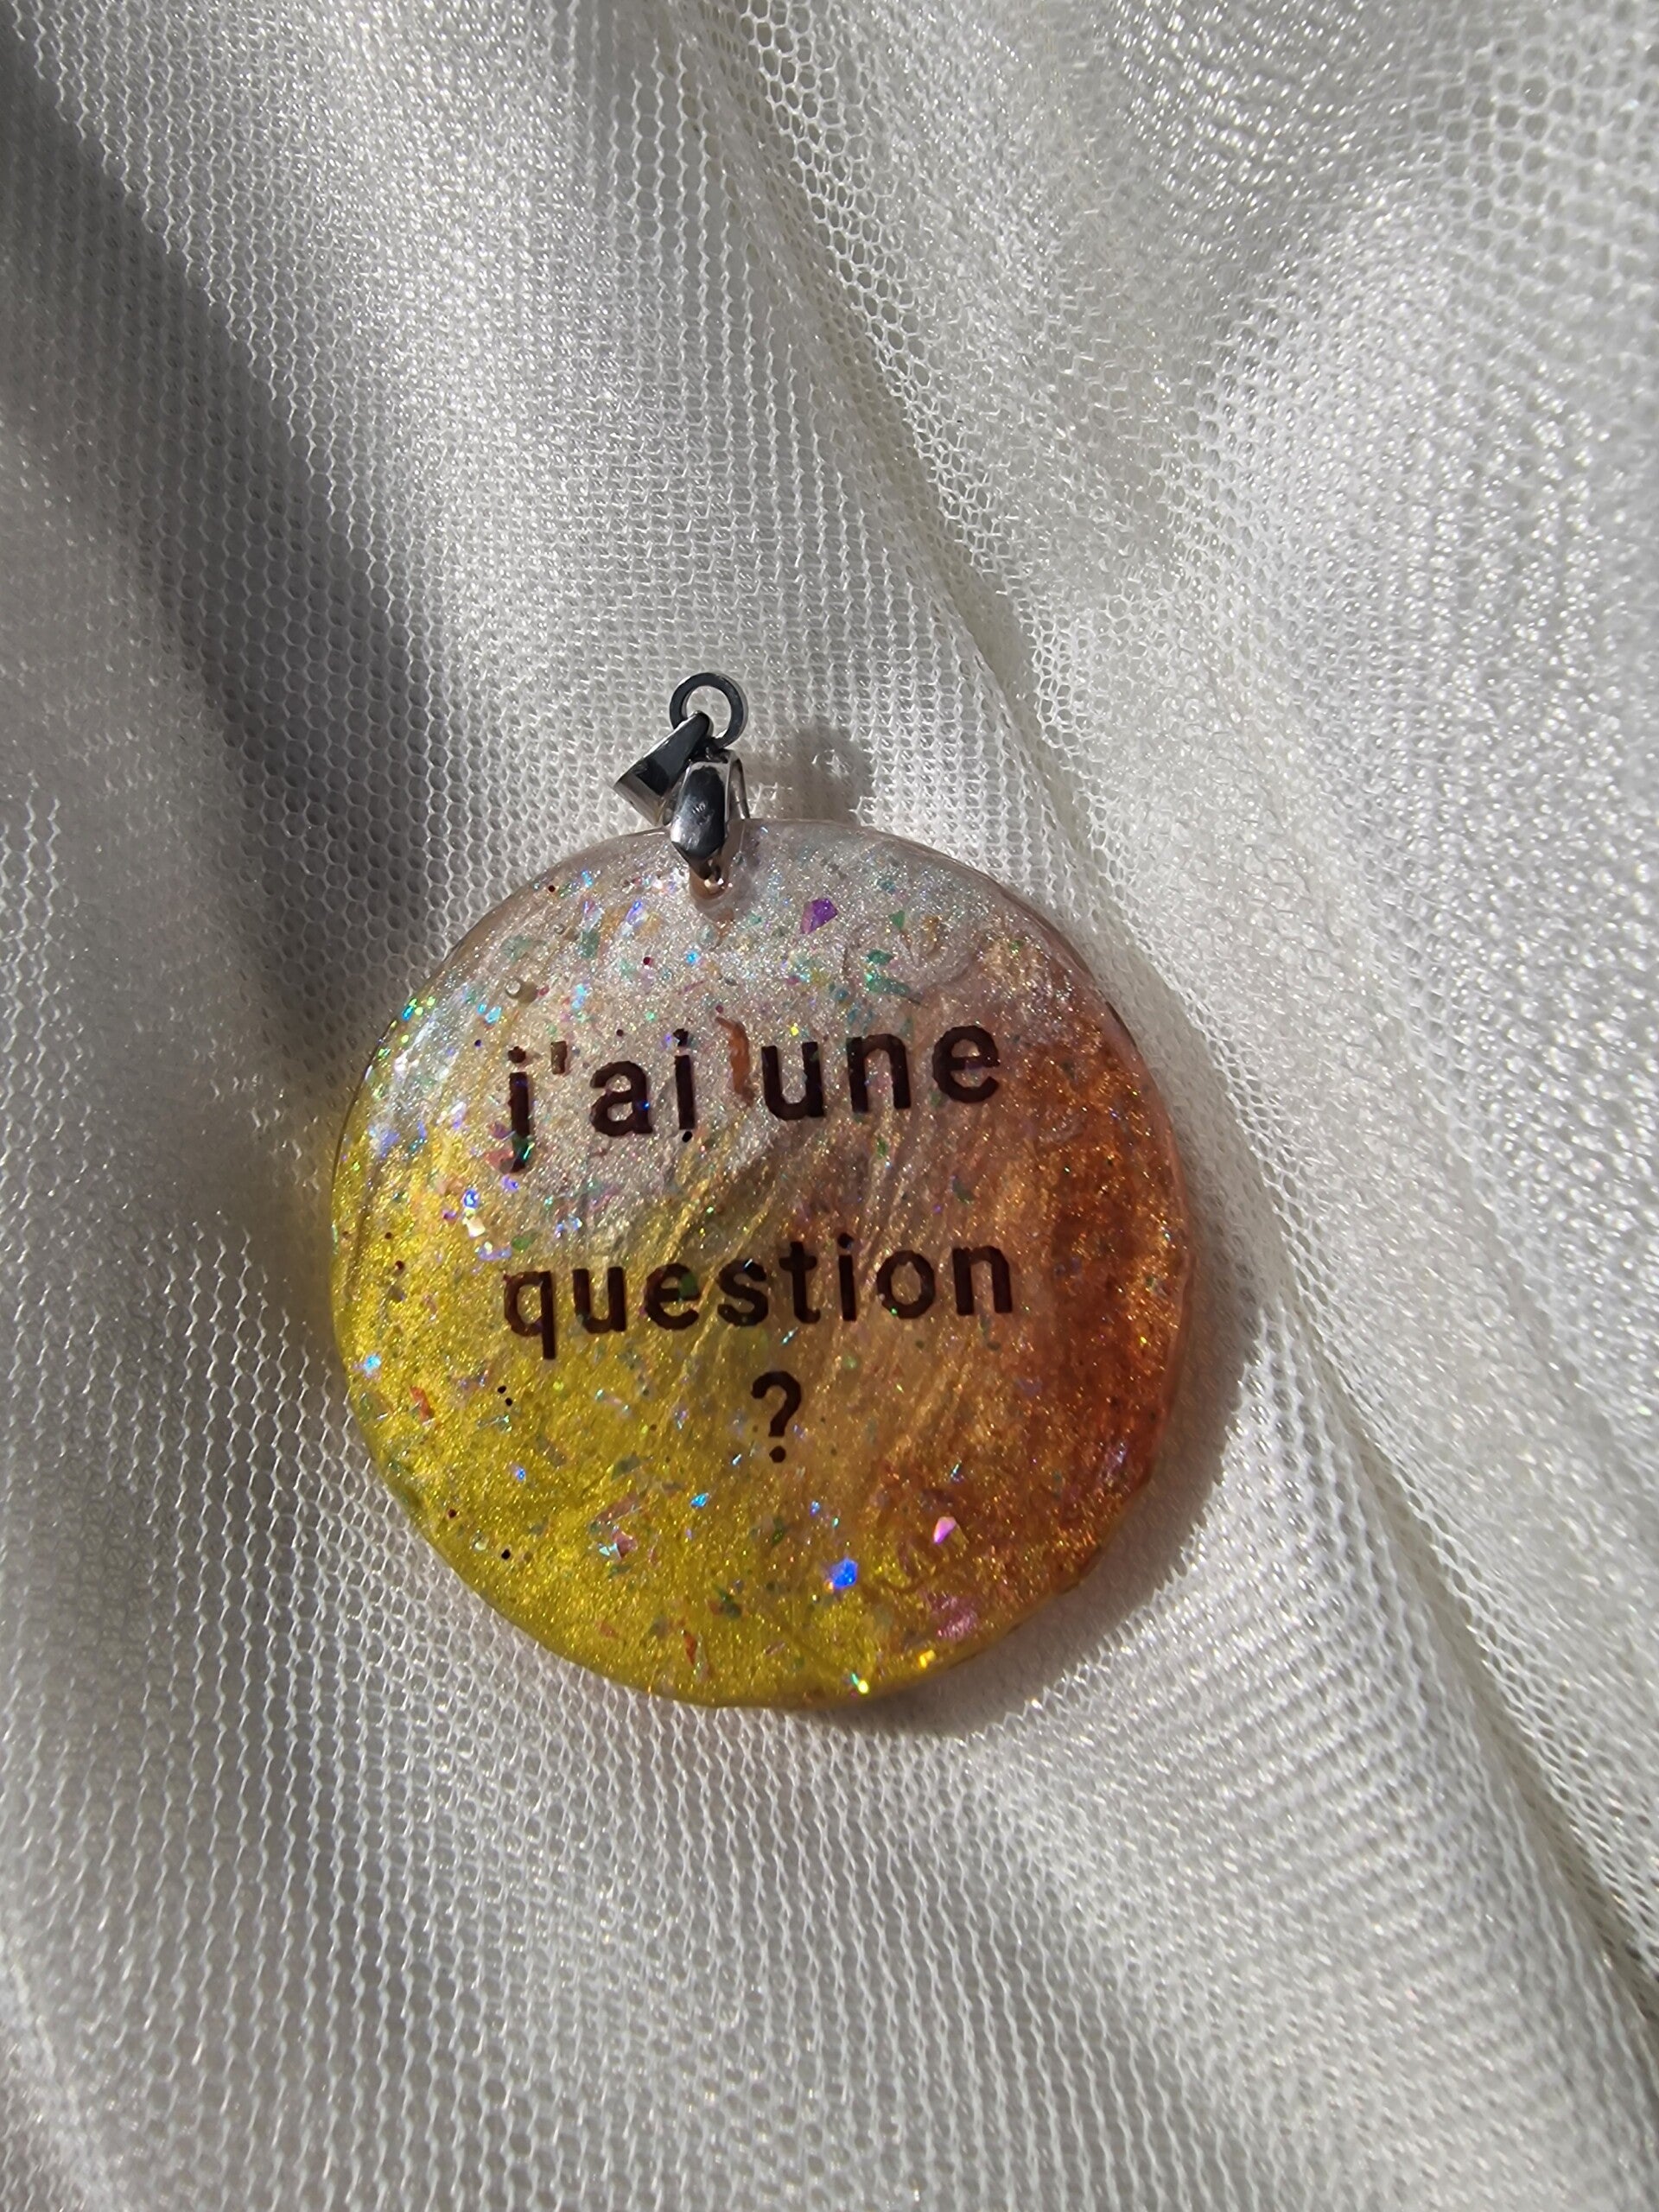 j'ai une
question
?